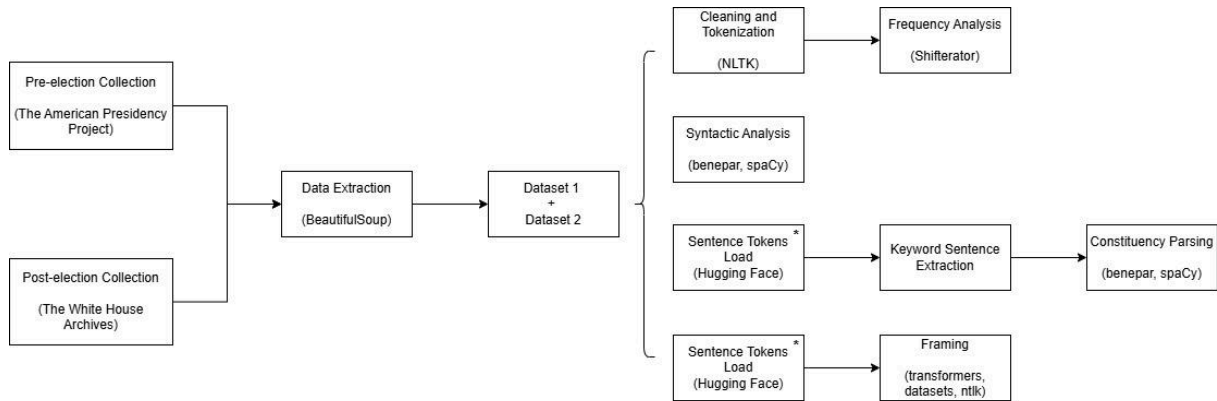 Pre-election Collection
(The American Presidency
Project)
Post-election Collection
(The White House
Archives)
Data Extraction
(BeautifulSoup)
Dataset 1
+
Dataset 2
Cleaning and
Tokenization
(NLTK)
Frequency Analysis
(Shifterator)
Syntactic Analysis
(benepar, spaCy)
Sentence Tokens *
Load
(Hugging Face)
Keyword Sentence
Extraction
Constituency Parsing
(benepar, spaCy)
Sentence Tokens *
Load
(Hugging Face)
Framing
(transformers,
datasets, ntlk)